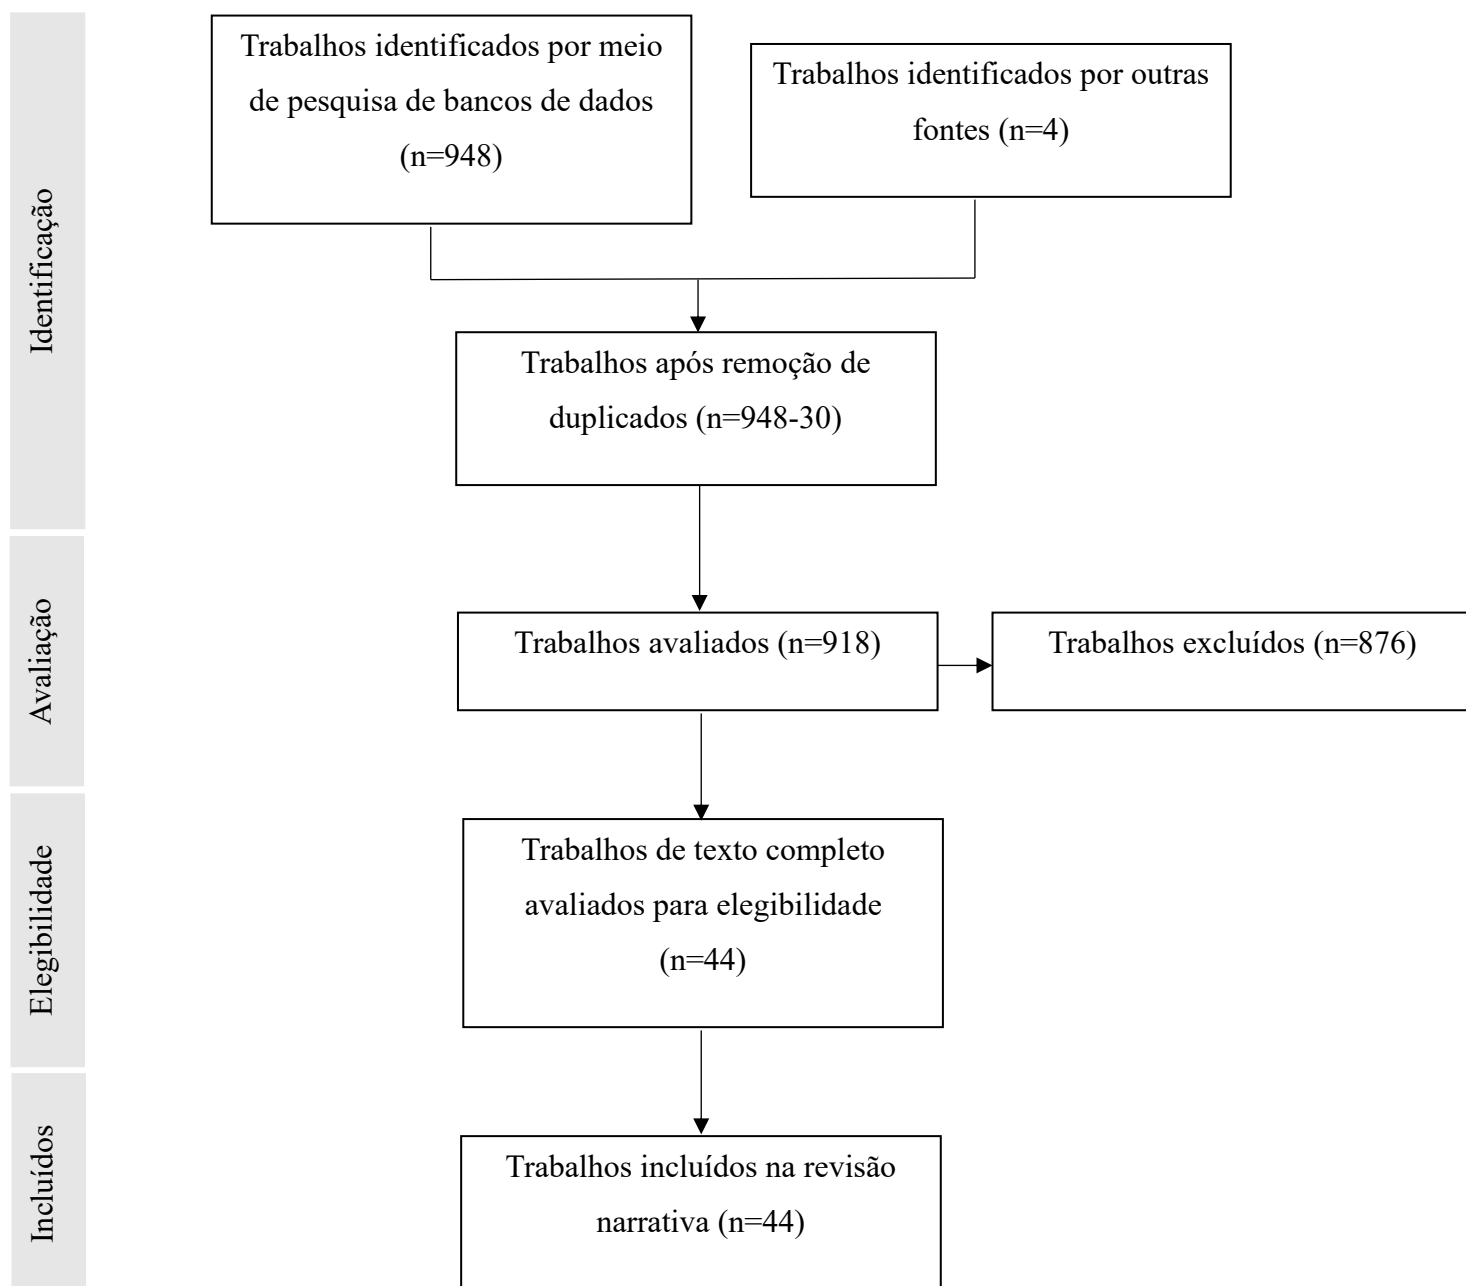 Identificação
Trabalhos identificados por meio
de pesquisa de bancos de dados
(n=948)
Trabalhos identificados por outras
fontes (n=4)
Trabalhos após remoção de
duplicados (n=948-30)
Avaliação
Trabalhos avaliados (n=918)
Trabalhos excluídos (n=876)
Elegibilidade
Trabalhos de texto completo
avaliados para elegibilidade
(n=44)
Incluídos
Trabalhos incluídos na revisão
narrativa (n=44)